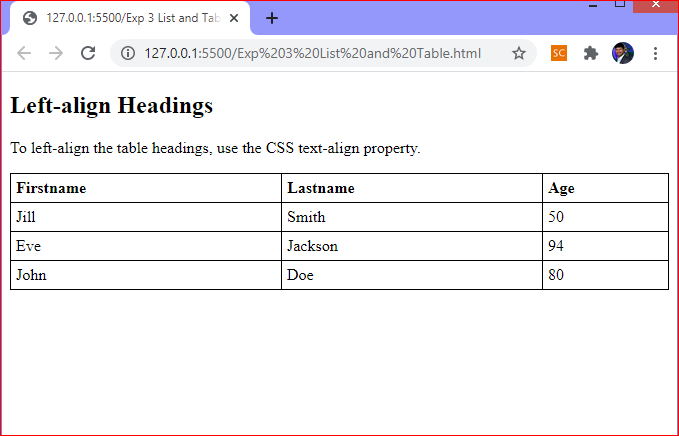 127.0.0.1:5500/Exp 3 List and Tab
127.0.0.1:5500/Exp%203%20List%20and%20Table.html
SC
Left-align Headings
To left-align the table headings, use the CSS text-align property.
Firstname Lastname Age
Jill Smith 50
Eve Jackson 94
John Doe 80